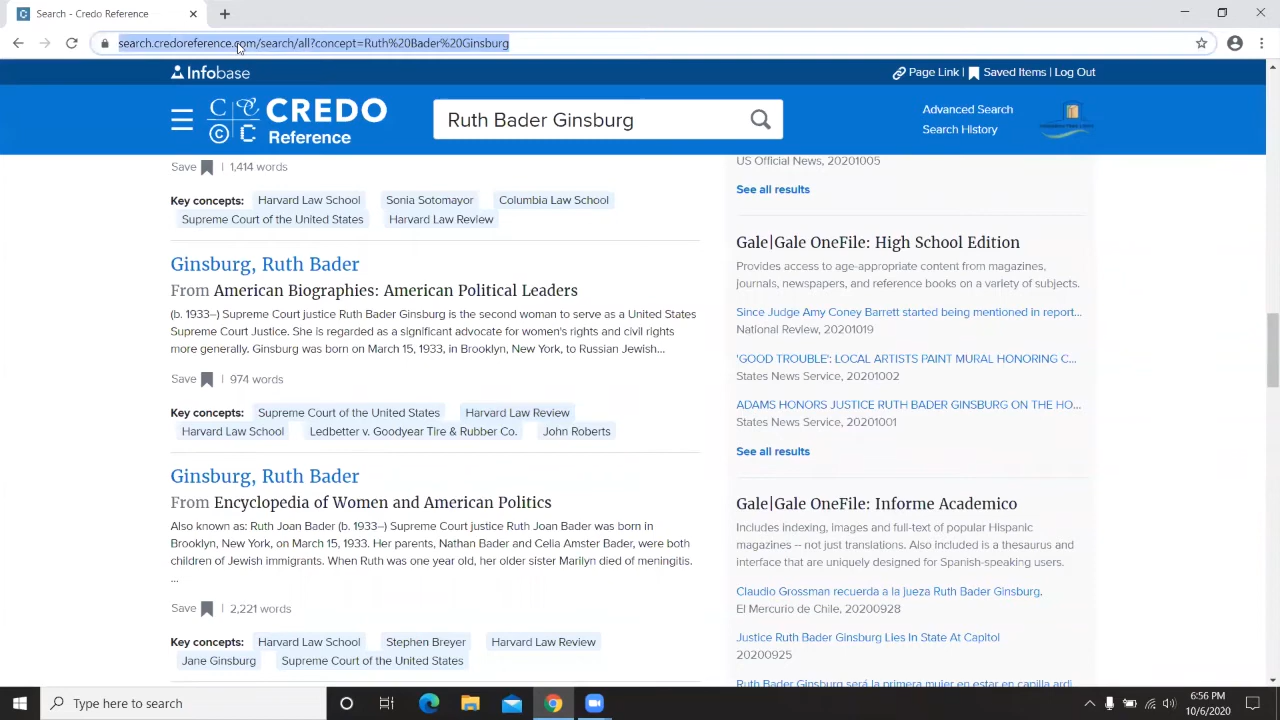 Search - Credo Reference
search.credoreference.com/search/all?concept=Ruth%20Bader%20Ginsburg
Infobase
Page Link | Saved Items | Log Out
CREDO
Reference
Ruth Bader Ginsburg
Advanced Search
Search History
Save | 1,414 words
Key concepts: Harvard Law School Sonia Sotomayor Columbia Law School
Supreme Court of the United States Harvard Law Review
Ginsburg, Ruth Bader
From American Biographies: American Political Leaders
(b. 1933–) Supreme Court justice Ruth Bader Ginsburg is the second woman to serve as a United States
Supreme Court Justice. She is regarded as a significant advocate for women's rights and civil rights
more generally. Ginsburg was born on March 15, 1933, in Brooklyn, New York, to Russian Jewish...
Save | 974 words
Key concepts: Supreme Court of the United States Harvard Law Review
Harvard Law School Ledbetter v. Goodyear Tire & Rubber Co. John Roberts
Ginsburg, Ruth Bader
From Encyclopedia of Women and American Politics
Also known as: Ruth Joan Bader (b. 1933–) Supreme Court justice Ruth Joan Bader was born in
Brooklyn, New York, on March 15, 1933. Her parents, Nathan Bader and Celia Amster Bader, were both
children of Jewish immigrants. When Ruth was one year old, her older sister Marilyn died of meningitis.
...
Save | 2,221 words
Key concepts: Harvard Law School Stephen Breyer Harvard Law Review
Jane Ginsburg Supreme Court of the United States
US Official News, 20201005
See all results
Gale|Gale OneFile: High School Edition
Provides access to age-appropriate content from magazines,
journals, newspapers, and reference books on a variety of subjects.
Since Judge Amy Coney Barrett started being mentioned in report...
National Review, 20201019
'GOOD TROUBLE': LOCAL ARTISTS PAINT MURAL HONORING C...
States News Service, 20201002
ADAMS HONORS JUSTICE RUTH BADER GINSBURG ON THE HO...
States News Service, 20201001
See all results
Gale|Gale OneFile: Informe Academico
Includes indexing, images and full-text of popular Hispanic
magazines -- not just translations. Also included is a thesaurus and
interface that are uniquely designed for Spanish-speaking users.
Claudio Grossman recuerda a la jueza Ruth Bader Ginsburg.
El Mercurio de Chile, 20200928
Justice Ruth Bader Ginsburg Lies In State At Capitol
20200925
Ruth Bader Ginsburg será la primera mujer en estar en capilla ardi...
Type here to search
6:56 PM
10/6/2020